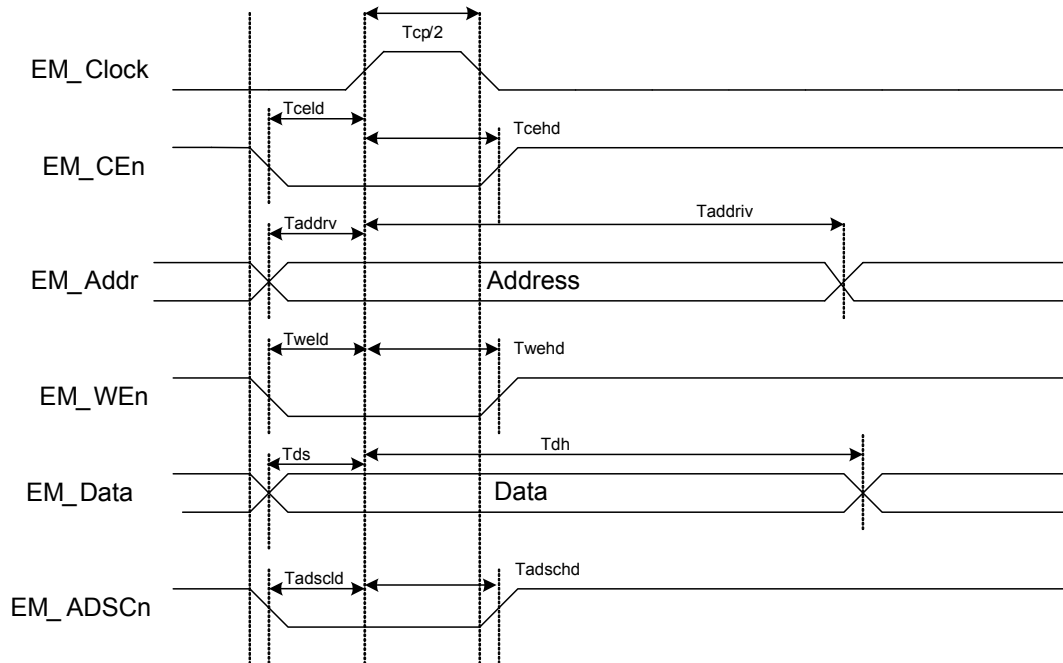 Tcp/2
EM_Clock
Tceld
Tcehd
EM_CEn
Taddrv
Taddriv
EM_Addr
Address
Tweld
Twehd
EM_WEn
Tds
Tdh
EM_Data
Data
Tadscld
Tadschd
EM_ADSCn